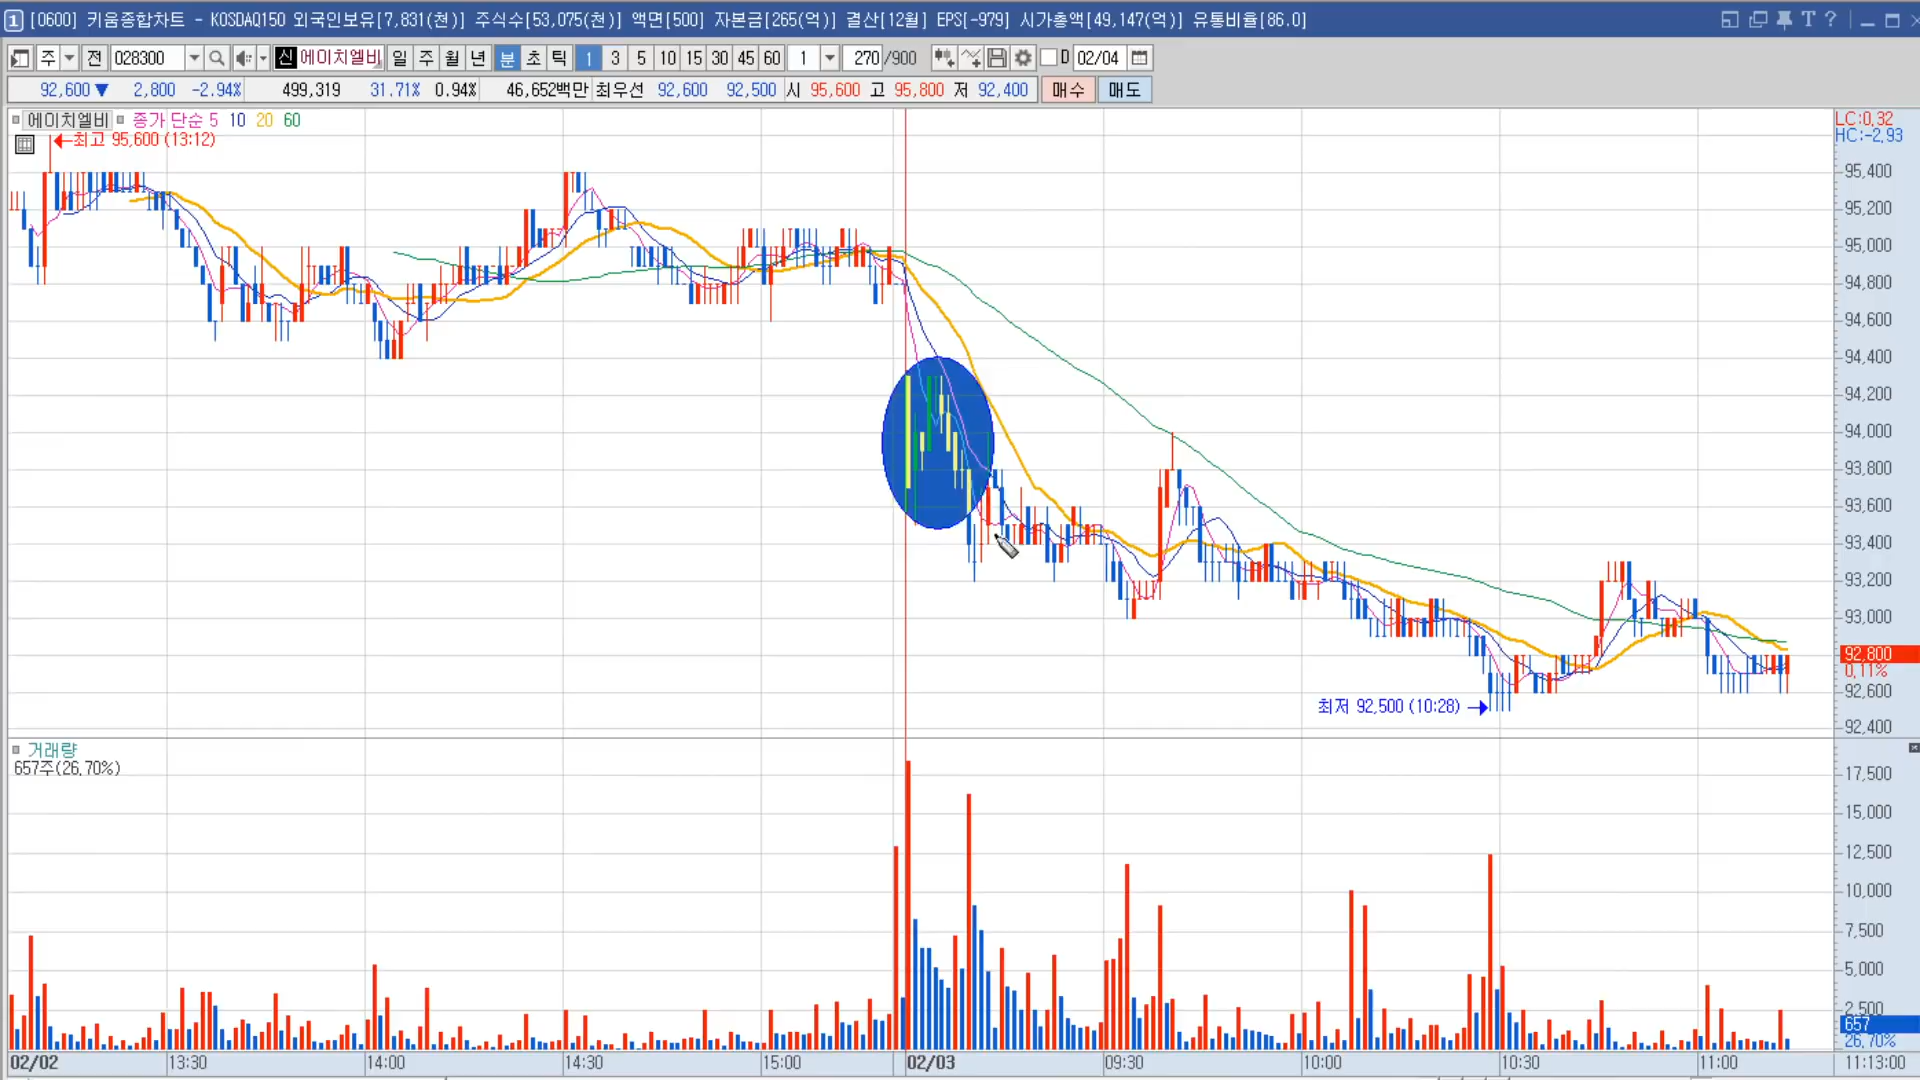 1 [0600] 키움종합차트 - KOSDAQ150 외국인보유[7,831(천)] 주식수[53,075(천)] 액면[500] 자본금[265(억)] 결산[12월] EPS[-979] 시가총액[49,147(억)] 유통비율[86.0] T ?
주 전 028300 신 에이치엘비 일 주 월 년 분 초 틱 1 3 5 10 15 30 45 60 1 270 /900 D 02/04
92,600 ▼ 2,800 -2.94% 499,319 31.71% 0.94% 46,652백만 최우선 92,600 92,500 시 95,600 고 95,800 저 92,400 매수 매도
에이치엘비 종가 단순 5 10 20 60
최고 95,600 (13:12)
LC:0,32
HC:-2,93
95,400
95,200
95,000
94,800
94,600
94,400
94,200
94,000
93,800
93,600
93,400
93,200
93,000
92,800
0,11%
92,600
최저 92,500 (10:28)
92,400
거래량
657주(26,70%)
17,500
15,000
12,500
10,000
7,500
5,000
2,500
657
26,70%
02/02 13:30 14:00 14:30 15:00 02/03 09:30 10:00 10:30 11:00 11:13:00